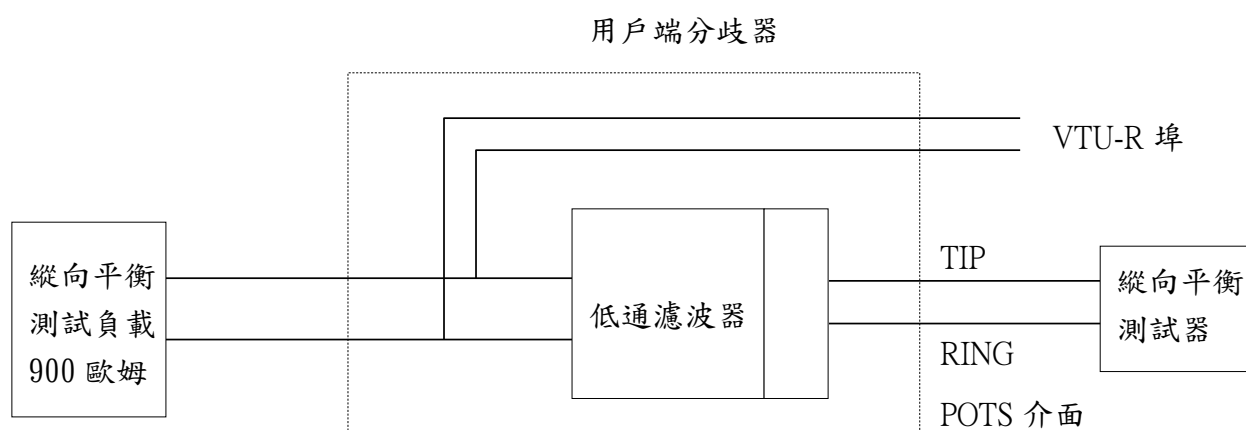 用戶端分歧器
VTU-R 埠
縱向平衡
測試負載
900 歐姆
低通濾波器
TIP
RING
POTS 介面
縱向平衡
測試器